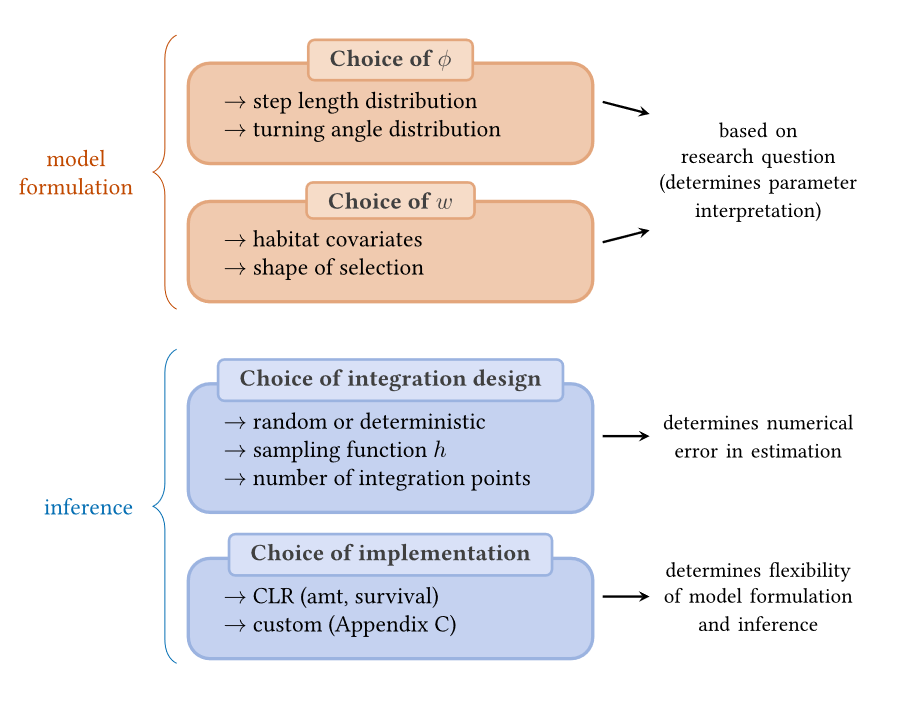 Choice of ϕ
→ step length distribution
→ turning angle distribution
model
formulation
Choice of w
→ habitat covariates
→ shape of selection
based on
research question
(determines parameter
interpretation)
Choice of integration design
→ random or deterministic
→ sampling function h
→ number of integration points
determines numerical
error in estimation
inference
Choice of implementation
→ CLR (amt, survival)
→ custom (Appendix C)
determines flexibility
of model formulation
and inference